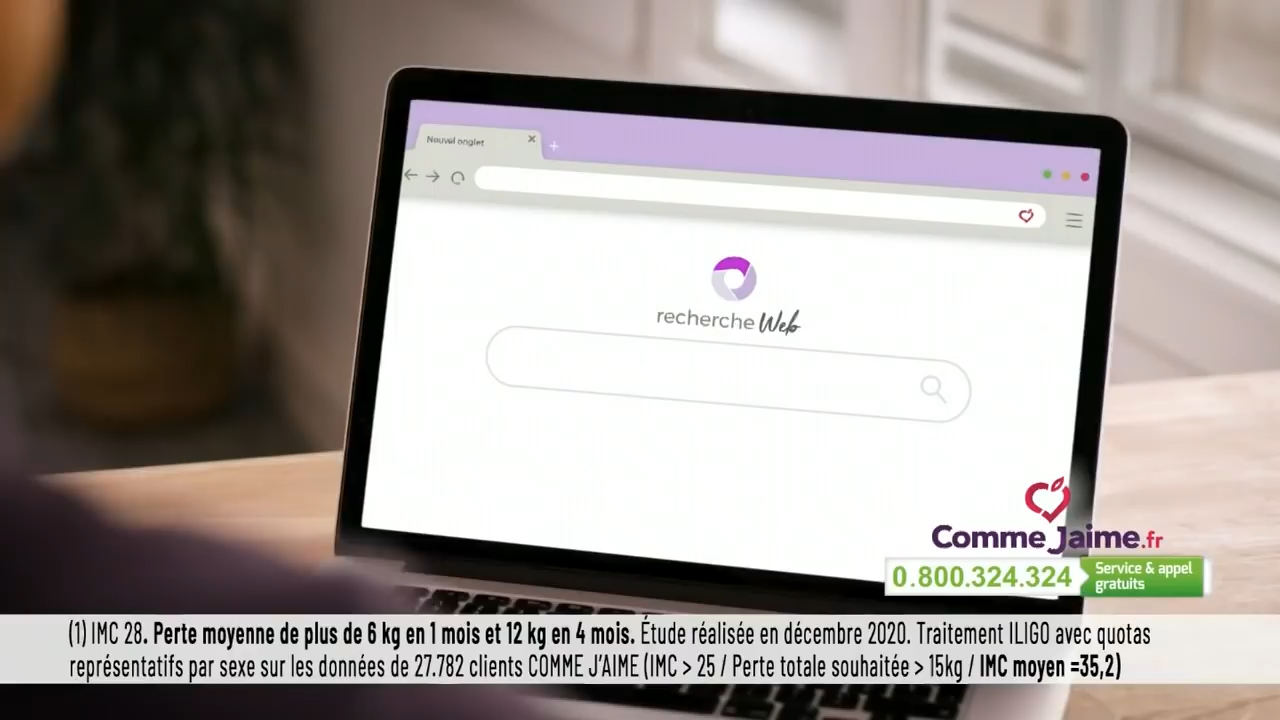 Nouvel onglet
recherche Web
Comme Jaime.fr
0.800.324.324
Service & appel
gratuits
(1) IMC 28. Perte moyenne de plus de 6 kg en 1 mois et 12 kg en 4 mois. Étude réalisée en décembre 2020. Traitement ILIGO avec quotas
représentatifs par sexe sur les données de 27.782 clients COMME J'AIME (IMC > 25 / Perte totale souhaitée > 15kg / IMC moyen =35,2)